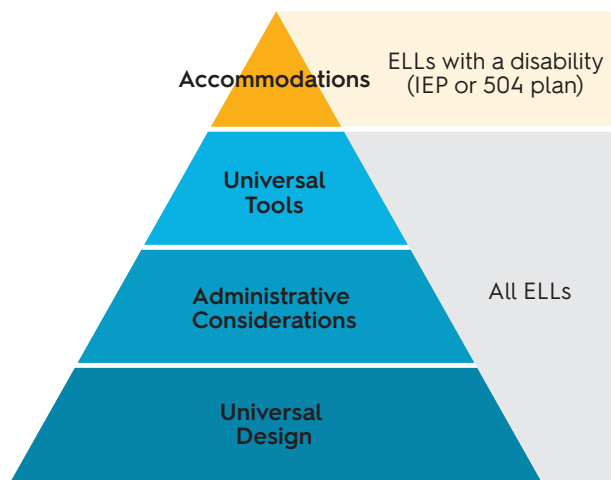 Accommodations
ELLs with a disability
(IEP or 504 plan)
Universal
Tools
Administrative
Considerations
All ELLs
Universal
Design